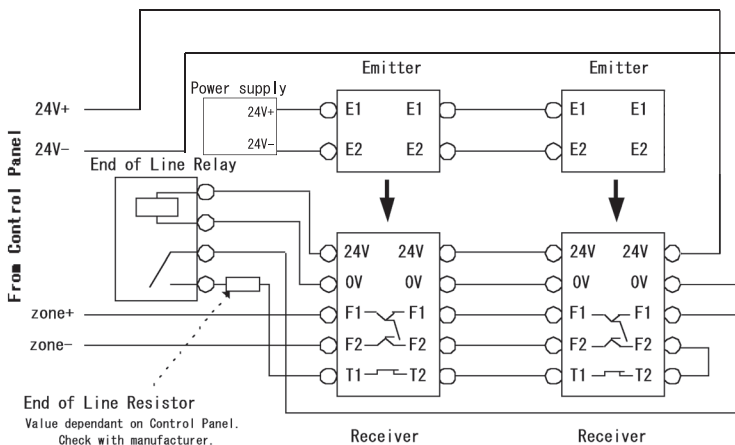 Emitter
Emitter
Power supply
24V+
24V+
E1
E1
E1
E1
24V-
24V-
E2
E2
E2
E2
End of Line Relay
From Control Panel
24V
24V
24V
24V
0V
0V
0V
0V
zone+
F1
F1
F1
F1
zone-
F2
F2
F2
F2
T1
T2
T1
T2
End of Line Resistor
Value dependant on Control Panel.
Check with manufacturer.
Receiver
Receiver